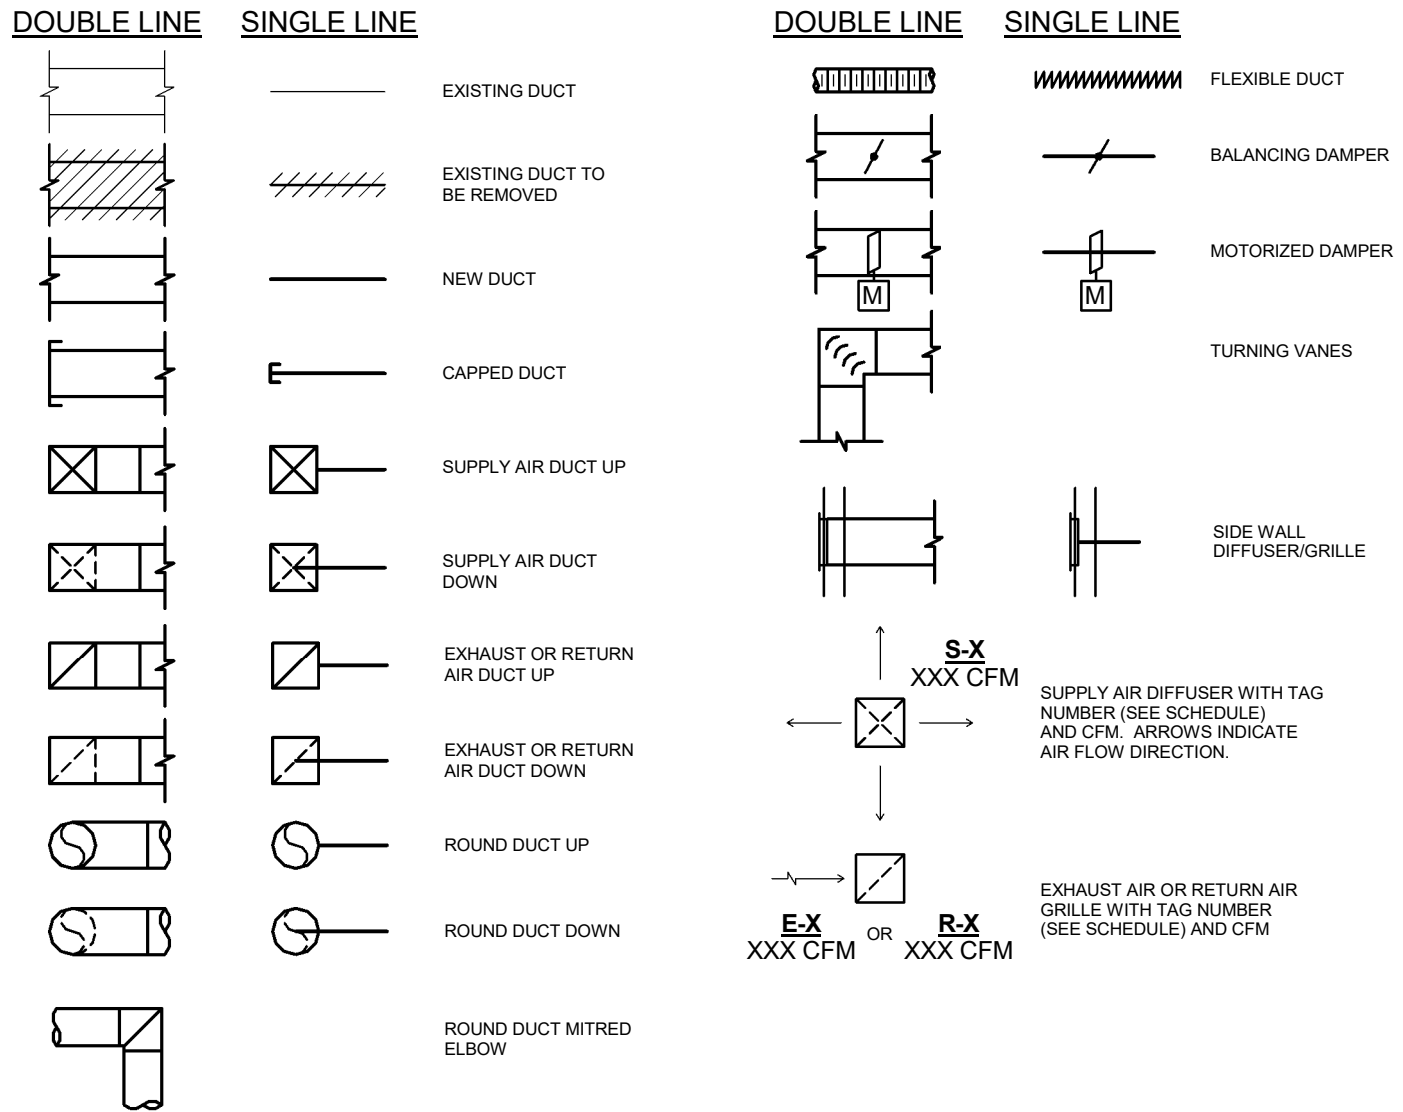 DOUBLE LINE
SINGLE LINE
EXISTING DUCT
EXISTING DUCT TO
BE REMOVED
NEW DUCT
CAPPED DUCT
SUPPLY AIR DUCT UP
SUPPLY AIR DUCT
DOWN
EXHAUST OR RETURN
AIR DUCT UP
EXHAUST OR RETURN
AIR DUCT DOWN
ROUND DUCT UP
ROUND DUCT DOWN
ROUND DUCT MITRED
ELBOW
DOUBLE LINE
SINGLE LINE
FLEXIBLE DUCT
BALANCING DAMPER
M
M
MOTORIZED DAMPER
TURNING VANES
SIDE WALL
DIFFUSER/GRILLE
S-X
XXX CFM
SUPPLY AIR DIFFUSER WITH TAG
NUMBER (SEE SCHEDULE)
AND CFM. ARROWS INDICATE
AIR FLOW DIRECTION.
E-X
XXX CFM
OR
R-X
XXX CFM
EXHAUST AIR OR RETURN AIR
GRILLE WITH TAG NUMBER
(SEE SCHEDULE) AND CFM